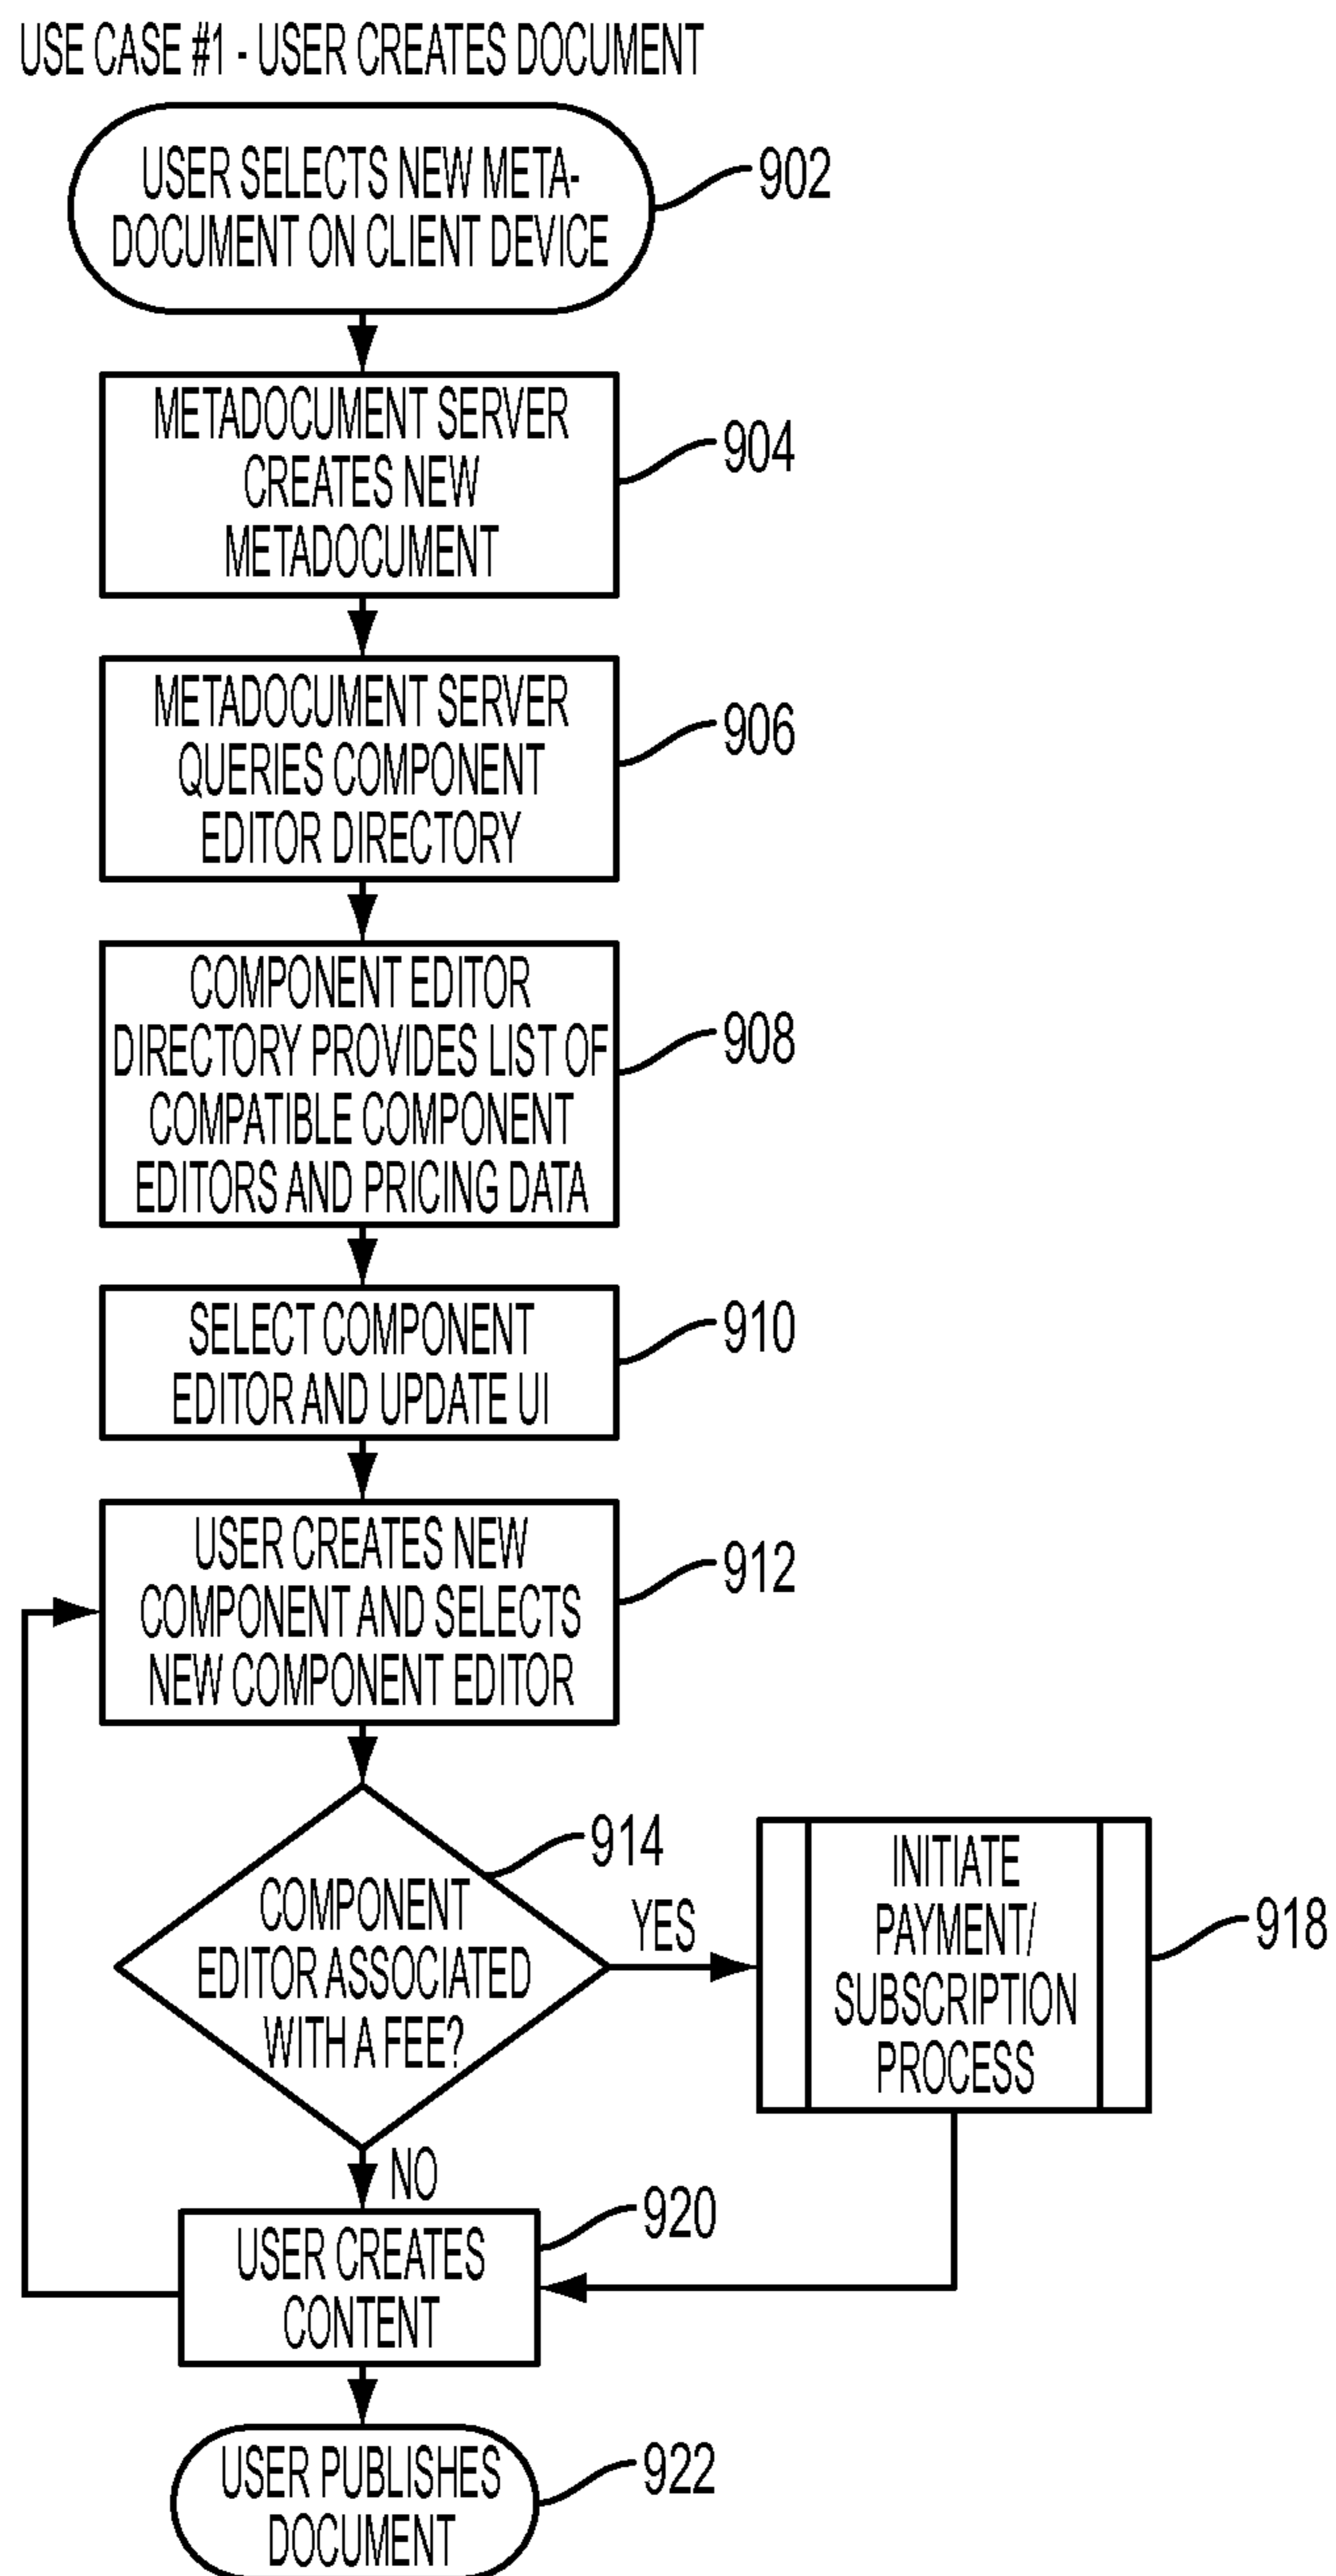 USE CASE #1 - USER CREATES DOCUMENT
USER SELECTS NEW META-
DOCUMENT ON CLIENT DEVICE
902
METADOCUMENT SERVER
CREATES NEW
METADOCUMENT
904
METADOCUMENT SERVER
QUERIES COMPONENT
EDITOR DIRECTORY
906
COMPONENT EDITOR
DIRECTORY PROVIDES LIST OF
COMPATIBLE COMPONENT
EDITORS AND PRICING DATA
908
SELECT COMPONENT
EDITOR AND UPDATE UI
910
USER CREATES NEW
COMPONENT AND SELECTS
NEW COMPONENT EDITOR
912
COMPONENT
EDITOR ASSOCIATED
WITH A FEE?
914
YES
INITIATE
PAYMENT/
SUBSCRIPTION
PROCESS
918
NO
USER CREATES
CONTENT
920
USER PUBLISHES
DOCUMENT
922